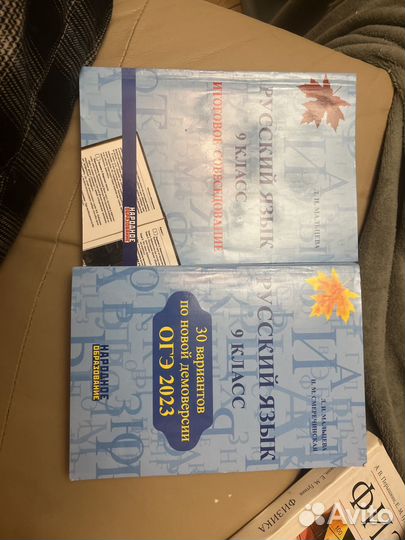 Л.И. МАЛЬЦЕВА
РУССКИЙ ЯЗЫК
9 КЛАСС
ИТОГОВОЕ СОБЕСЕДОВАНИЕ
НАРОДНОЕ
ОБРАЗОВАНИЕ
Л.И. МАЛЬЦЕВА
Н.М. СМЕРЕЧИНСКАЯ
РУССКИЙ ЯЗЫК
9 КЛАСС
30 вариантов
по новой демоверсии
ОГЭ 2023
НАРОДНОЕ
ОБРАЗОВАНИЕ
ФИЗИКА
ФИЗ
Avito